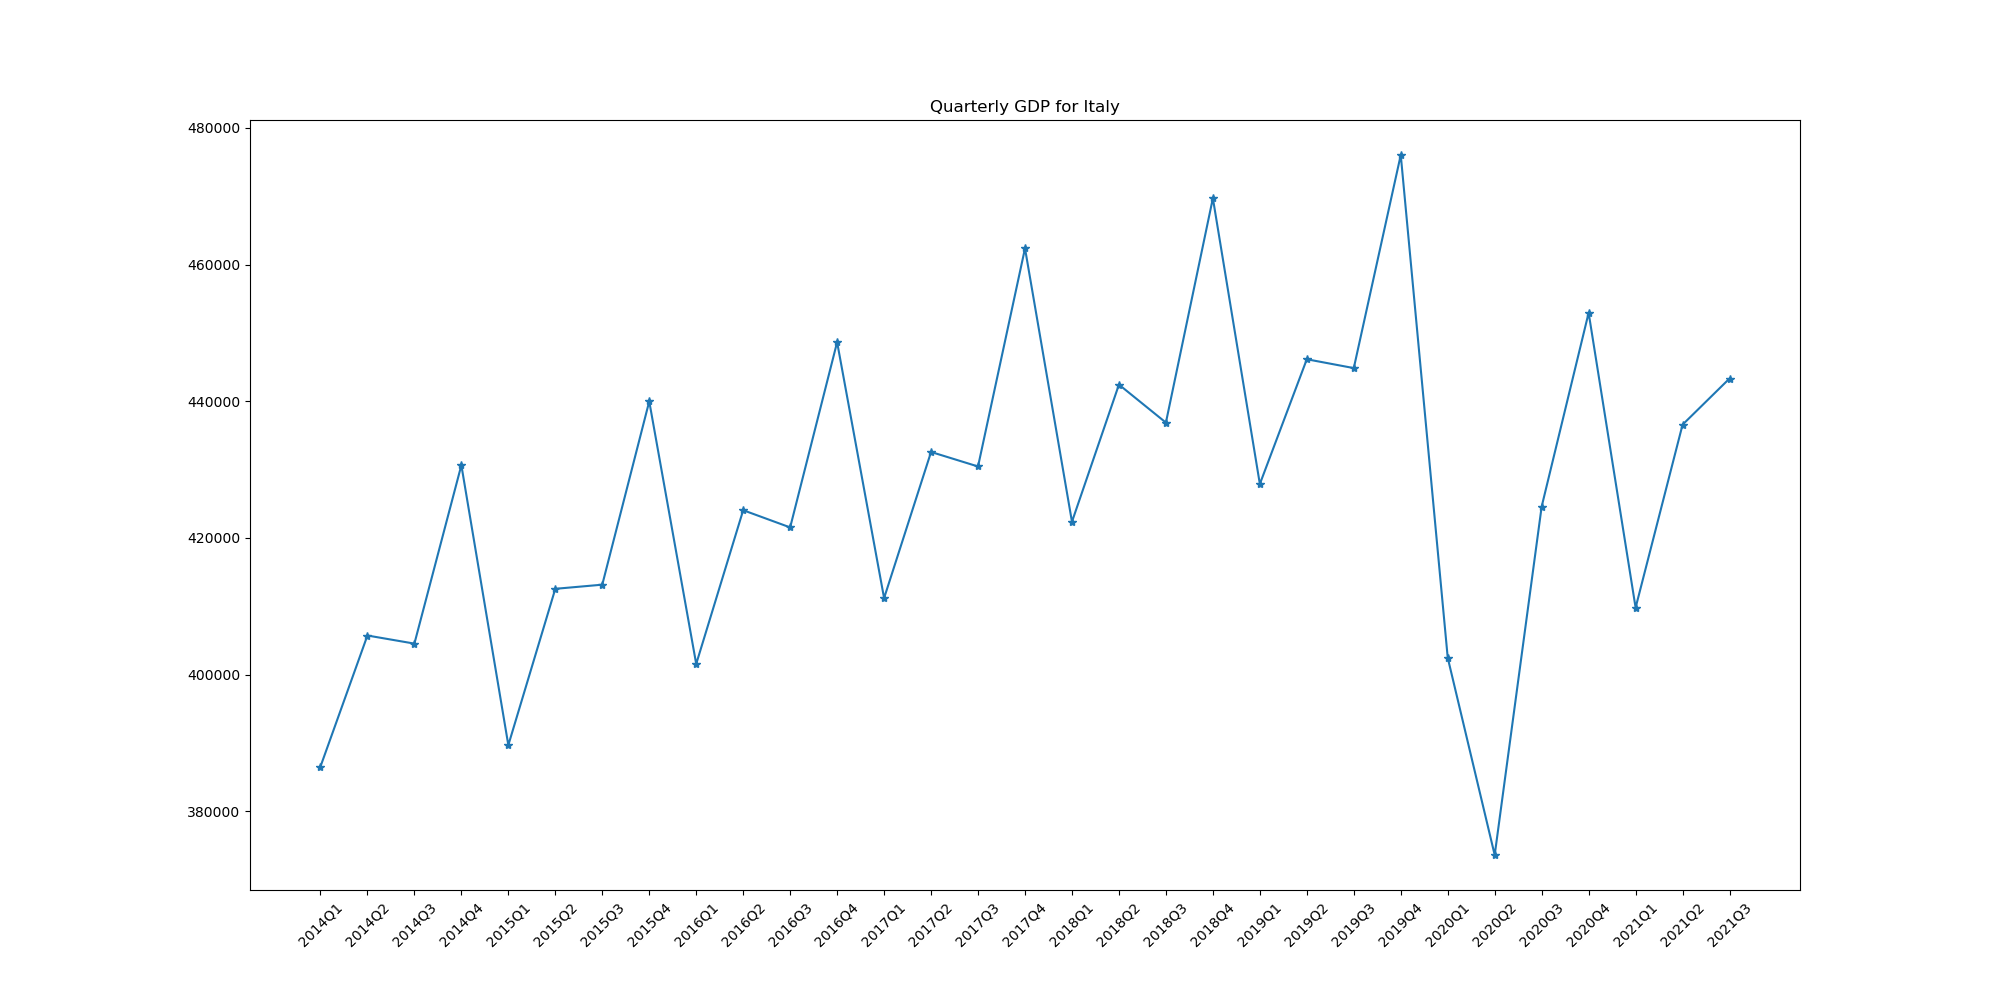 Quarterly GDP for Italy
480000
460000
440000
420000
400000
380000
2014Q1
2014Q2
2014Q3
2014Q4
2015Q1
2015Q2
2015Q3
2015Q4
2016Q1
2016Q2
2016Q3
2016Q4
2017Q1
2017Q2
2017Q3
2017Q4
2018Q1
2018Q2
2018Q3
2018Q4
2019Q1
2019Q2
2019Q3
2019Q4
2020Q1
2020Q2
2020Q3
2020Q4
2021Q1
2021Q2
2021Q3